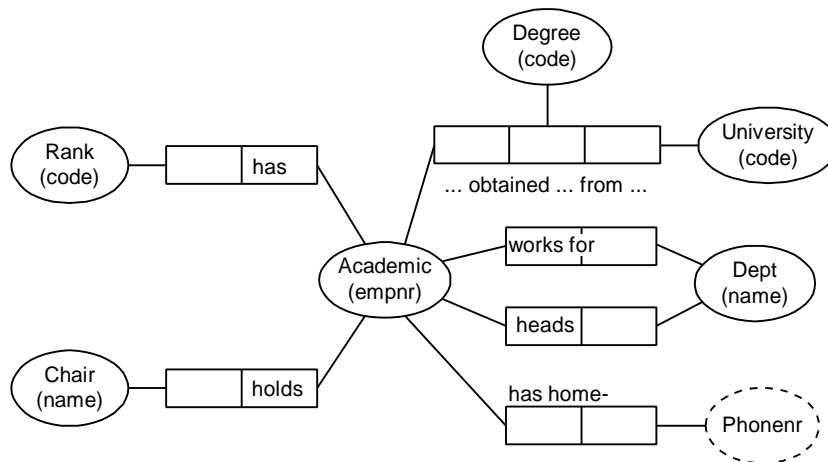 Degree
(code)
Rank
(code)
has
University
(code)
... obtained ... from ...
Academic
(empnr)
works for
Dept
(name)
heads
Chair
(name)
holds
has home-
Phonenr